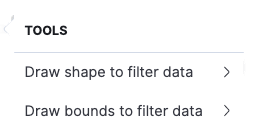 TOOLS
Draw shape to filter data
Draw bounds to filter data